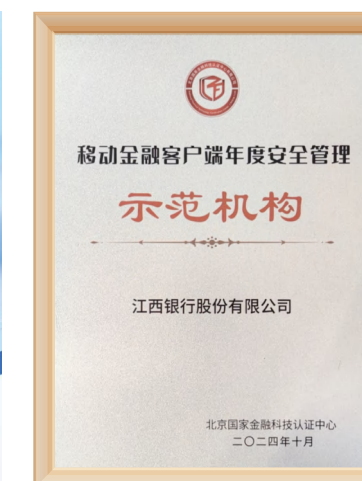 移动金融客户端年度安全管理
示范机构
江西银行股份有限公司
北京国家金融科技认证中心
二〇二四年十月